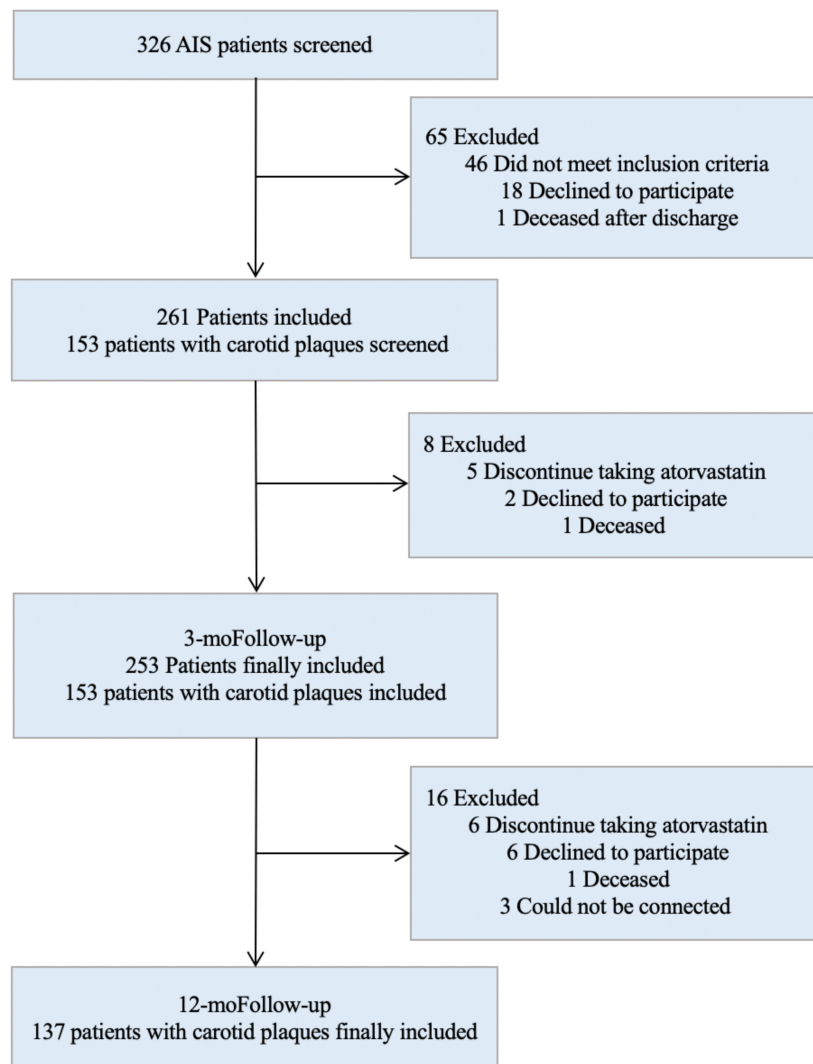 326 AIS patients screened
65 Excluded
46 Did not meet inclusion criteria
18 Declined to participate
1 Deceased after discharge
261 Patients included
153 patients with carotid plaques screened
8 Excluded
5 Discontinue taking atorvastatin
2 Declined to participate
1 Deceased
3-moFollow-up
253 Patients finally included
153 patients with carotid plaques included
16 Excluded
6 Discontinue taking atorvastatin
6 Declined to participate
1 Deceased
3 Could not be connected
12-moFollow-up
137 patients with carotid plaques finally included